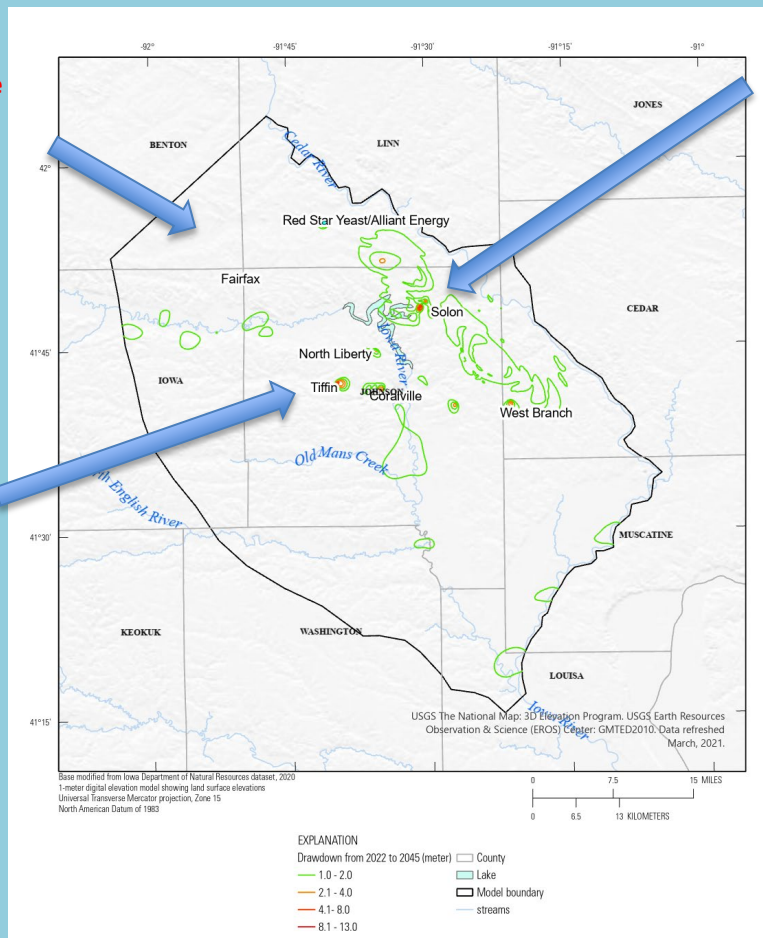 -92° -91°45' -91°30' -91°15' -91°
JONES
BENTON
LINN
42°
Cedar River
Red Star Yeast/Alliant Energy
Fairfax
CEDAR
Solon
41°45'
North Liberty
Iowa River
IOWA
Tiffin
JOHNSON
Coralville
West Branch
Old Mans Creek
English River
41°30'
MUSCATINE
KEOKUK
WASHINGTON
LOUISA
Iowa River
41°15'
USGS The National Map: 3D Elevation Program. USGS Earth Resources
Observation & Science (EROS) Center: GMTED2010. Data refreshed
March, 2021.
Base modified from Iowa Department of Natural Resources dataset, 2020
1-meter digital elevation model showing land surface elevations
Universal Transverse Mercator projection, Zone 15
North American Datum of 1983
0 7.5 15 MILES
0 6.5 13 KILOMETERS
EXPLANATION
Drawdown from 2022 to 2045 (meter)
1.0 - 2.0
2.1 - 4.0
4.1- 8.0
8.1 - 13.0
County
Lake
Model boundary
streams